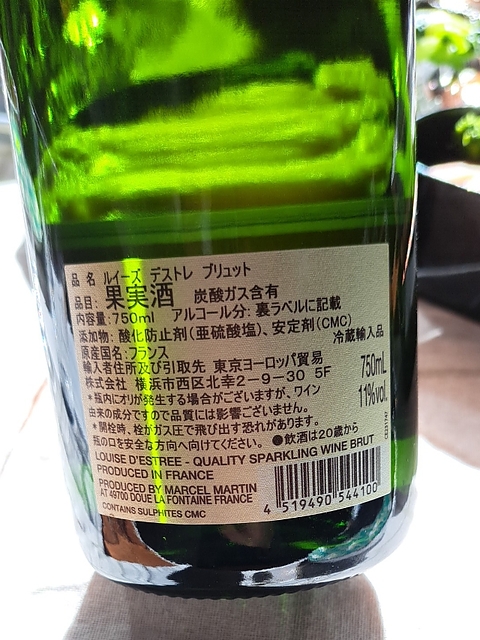 品名 ルイーズ デストレ ブリュット
品目: 果実酒 炭酸ガス含有
内容量: 750ml アルコール分: 裏ラベルに記載
添加物: 酸化防止剤(亜硫酸塩)、安定剤(CMC)
原産国名: フランス 冷蔵輸入品
輸入者住所及び引取先 東京ヨーロッパ貿易
株式会社 横浜市西区北幸2-9-30 5F
*瓶内にオリが発生する場合がございますが、ワイン
由来の成分ですので品質には影響ございません。
*開栓時、栓がガス圧で飛び出す恐れがあります。
瓶の口を安全な方向へ向けてください。 ●飲酒は20歳から
750mL
11%vol.
LOUISE D'ESTREE - QUALITY SPARKLING WINE BRUT
PRODUCED IN FRANCE
PRODUCED BY MARCEL MARTIN
AT 49700 DOUE LA FONTAINE FRANCE
CONTAINS SULPHITES CMC
4 519490 544100